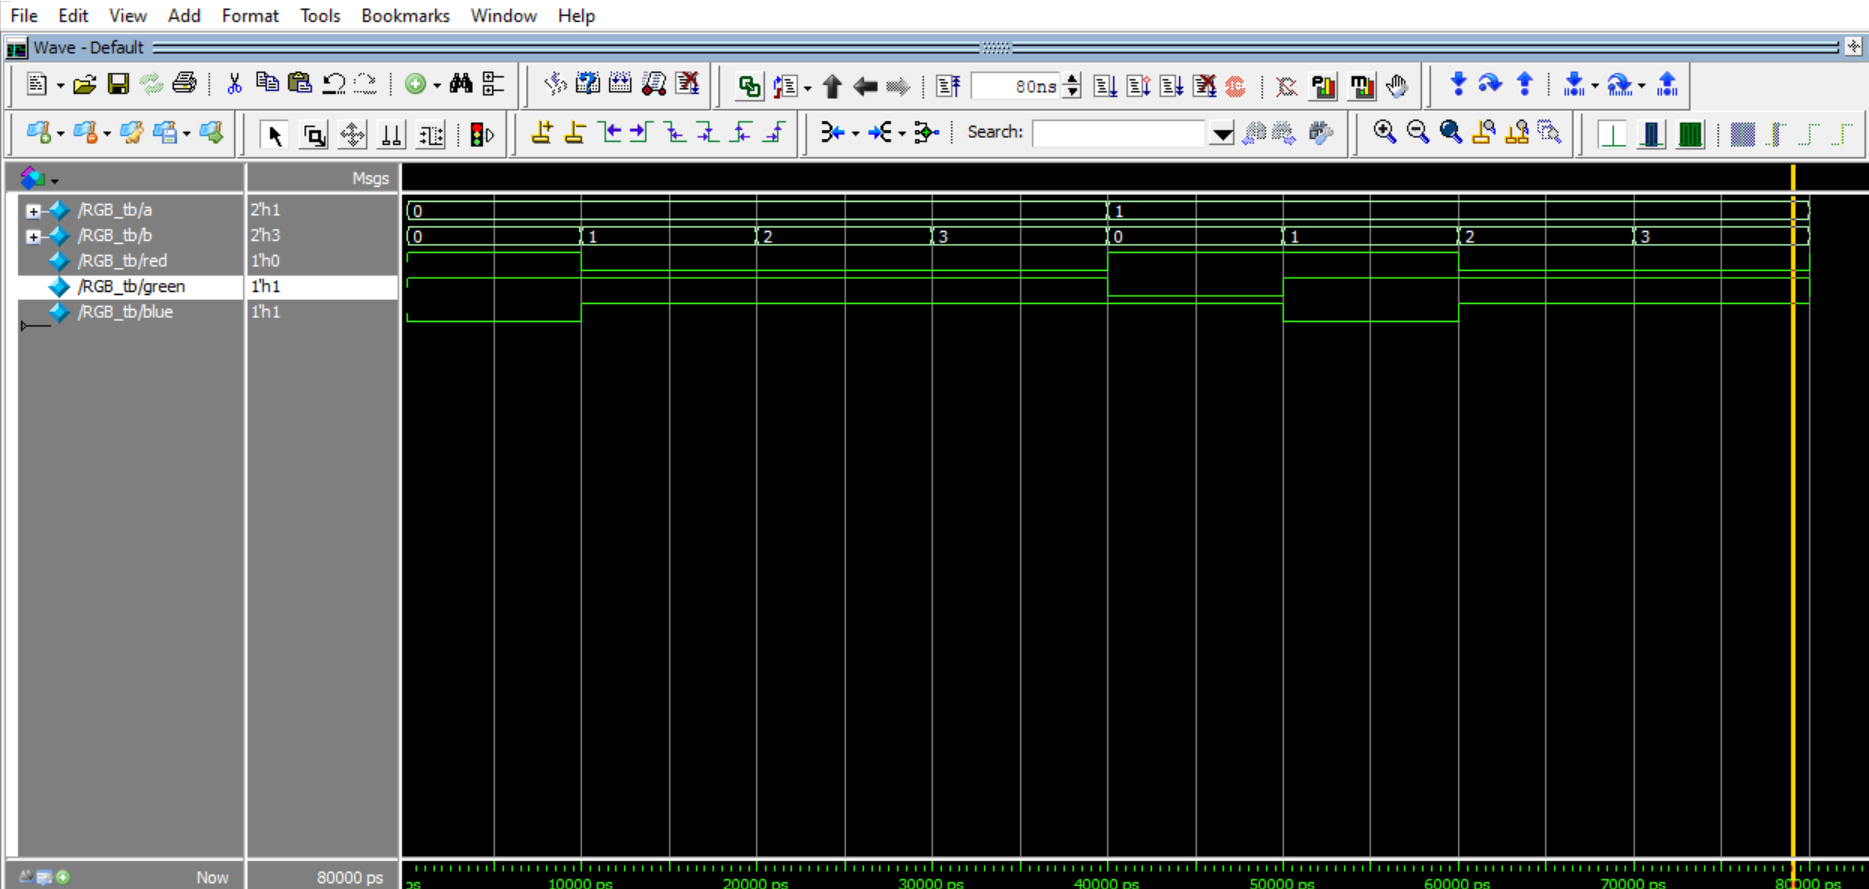 File Edit View Add Format Tools Bookmarks Window Help
Wave - Default
80ns
Search:
Msgs
/RGB_tb/a 2'h1 0 1
/RGB_tb/b 2'h3 0 1 2 3 0 1 2 3
/RGB_tb/red 1'h0
/RGB_tb/green 1'h1
/RGB_tb/blue 1'h1
Now 80000 ps ps 10000 ps 20000 ps 30000 ps 40000 ps 50000 ps 60000 ps 70000 ps 80000 ps